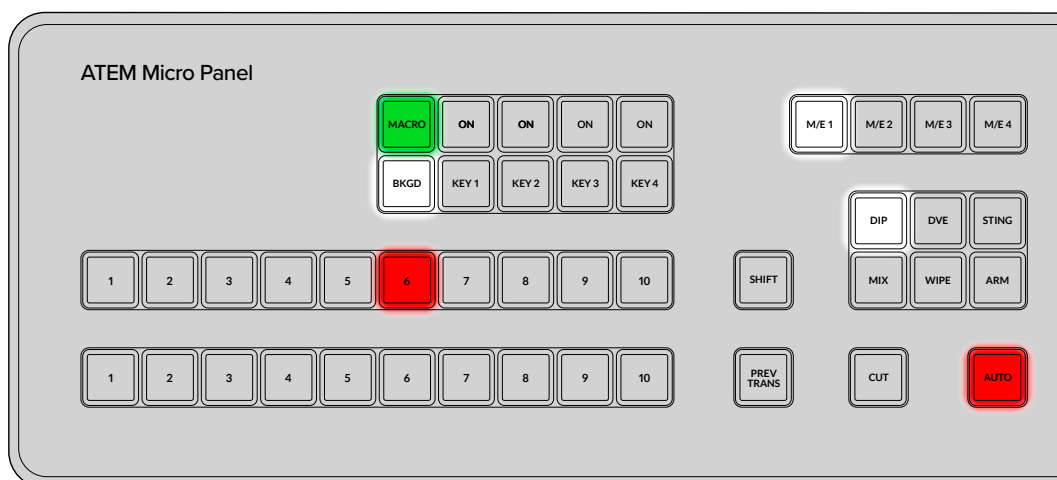 ATEM Micro Panel
MACRO ON ON ON ON
M/E 1 M/E 2 M/E 3 M/E 4
BKGD KEY 1 KEY 2 KEY 3 KEY 4
DIP DVE STING
1 2 3 4 5 6 7 8 9 10
SHIFT
MIX WIPE ARM
1 2 3 4 5 6 7 8 9 10
PREV
TRANS
CUT
AUTO